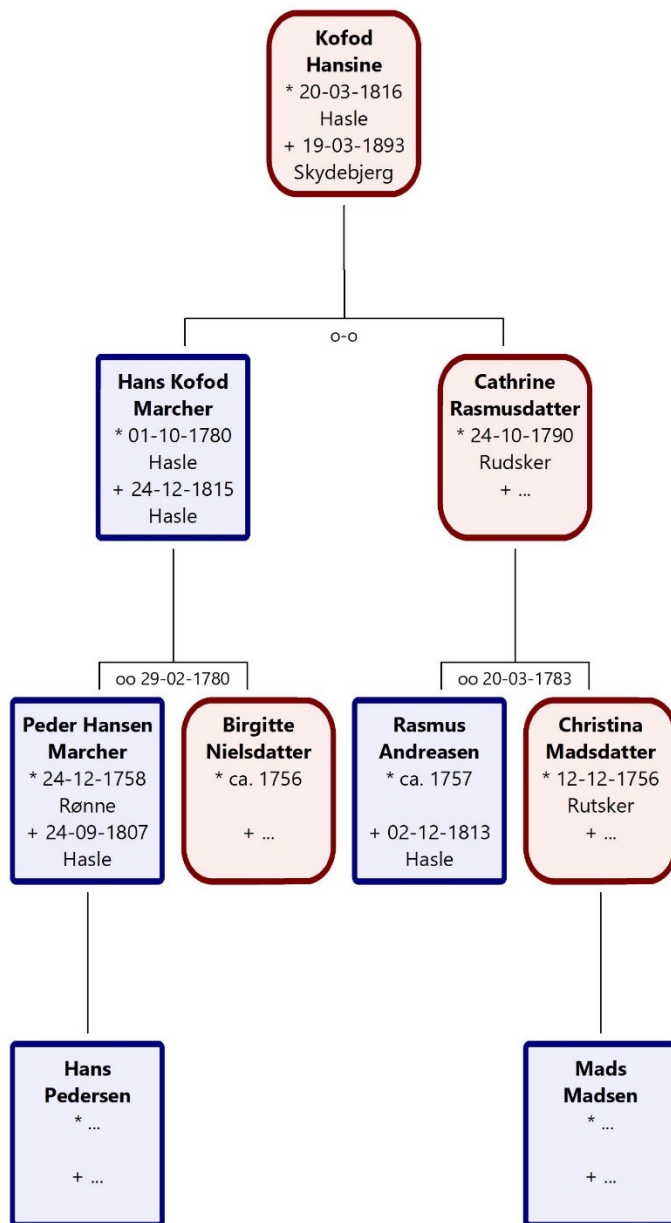 Kofod
Hansine
* 20-03-1816
Hasle
+ 19-03-1893
Skydebjerg
o-o
Hans Kofod
Marcher
* 01-10-1780
Hasle
+ 24-12-1815
Hasle
Cathrine
Rasmusdatter
* 24-10-1790
Rudsker
+ ...
oo 29-02-1780
oo 20-03-1783
Peder Hansen
Marcher
* 24-12-1758
Rønne
+ 24-09-1807
Hasle
Birgitte
Nielsdatter
* ca. 1756
+ ...
Rasmus
Andreasen
* ca. 1757
+ 02-12-1813
Hasle
Christina
Madsdatter
* 12-12-1756
Rutsker
+ ...
Hans
Pedersen
* ...
+ ...
Mads
Madsen
* ...
+ ...